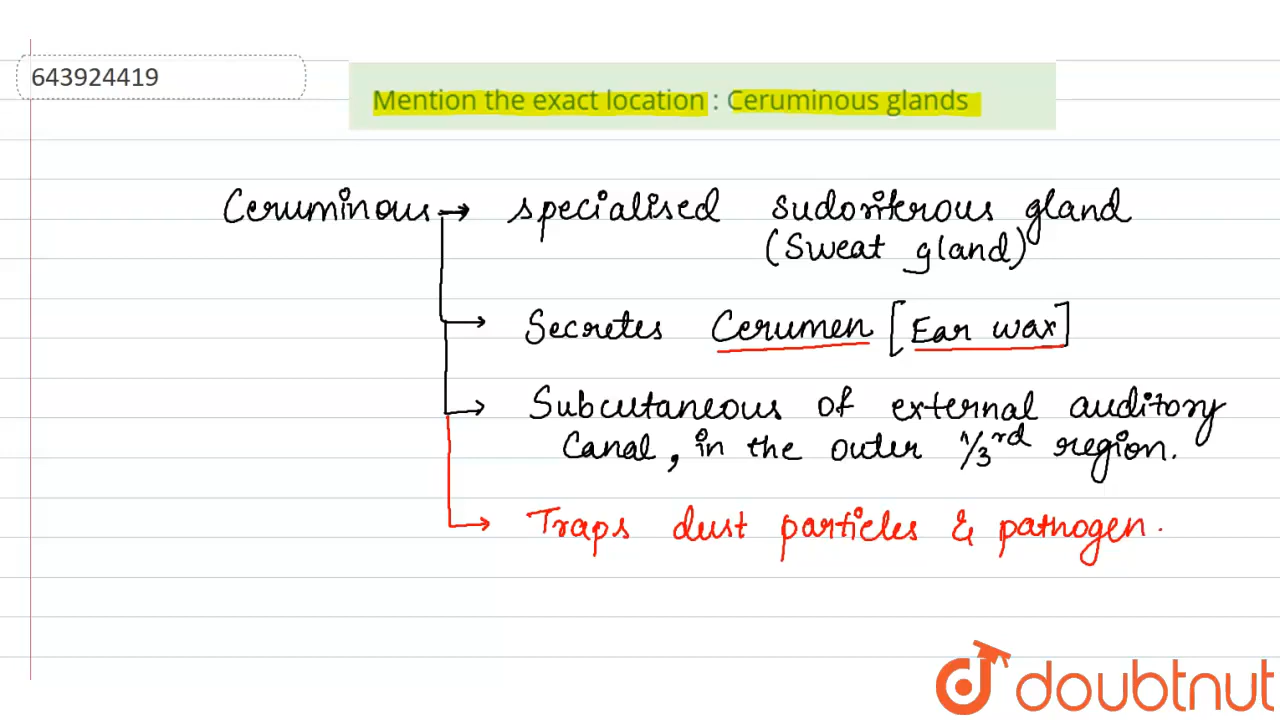 643924419
Mention the exact location : Ceruminous glands
Ceruminous → specialised sudoriferous gland
(Sweat gland)
→ Secretes Cerumen [Ear wax]
→ Subcutaneous of external auditory
Canal, in the outer 1/3rd region.
→ Traps dust particles & pathogen.
doubtnut